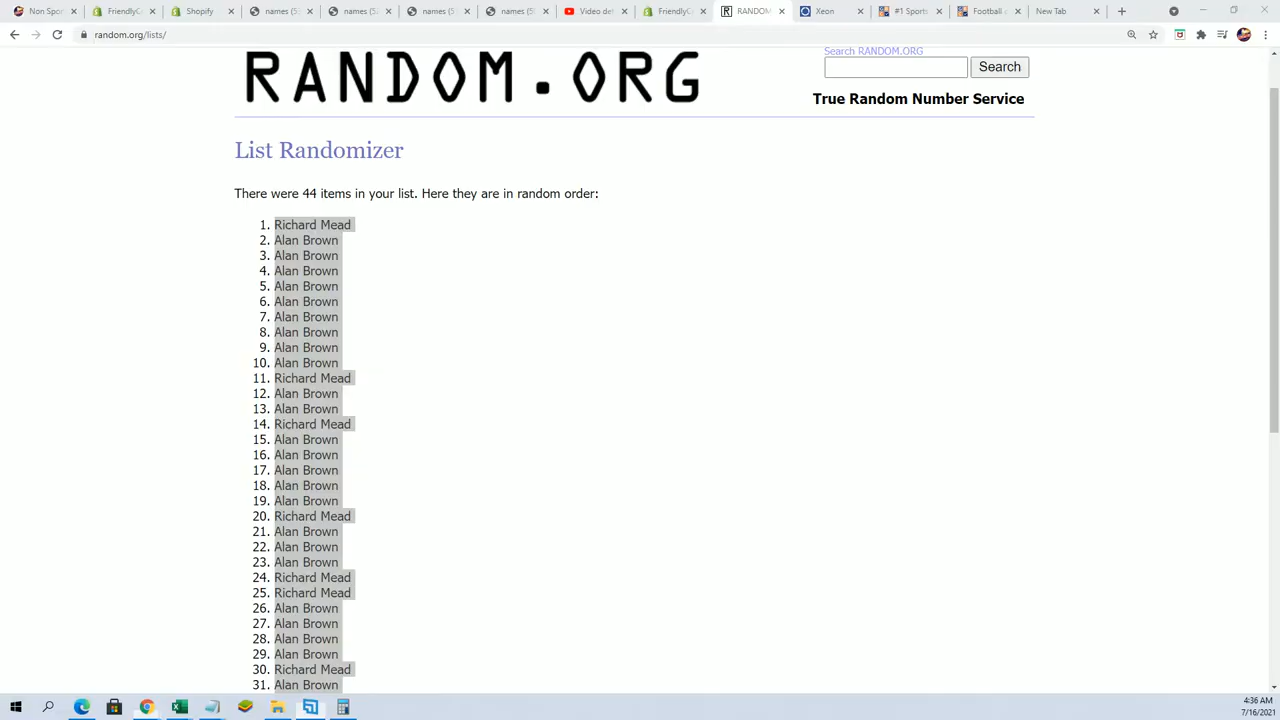 Non Spor
FriendlyCo
Shopify
names (5
names (52
names (5
names (50
Video def
FriendlyCo
RANDOM
Xeon
#1 Sports
Football
New Tab
random.org/lists/
RANDOM.ORG
Search RANDOM.ORG
Search
True Random Number Service
List Randomizer
There were 44 items in your list. Here they are in random order:
1. Richard Mead
2. Alan Brown
3. Alan Brown
4. Alan Brown
5. Alan Brown
6. Alan Brown
7. Alan Brown
8. Alan Brown
9. Alan Brown
10. Alan Brown
11. Richard Mead
12. Alan Brown
13. Alan Brown
14. Richard Mead
15. Alan Brown
16. Alan Brown
17. Alan Brown
18. Alan Brown
19. Alan Brown
20. Richard Mead
21. Alan Brown
22. Alan Brown
23. Alan Brown
24. Richard Mead
25. Richard Mead
26. Alan Brown
27. Alan Brown
28. Alan Brown
29. Alan Brown
30. Richard Mead
31. Alan Brown
4:36 AM
7/16/2021